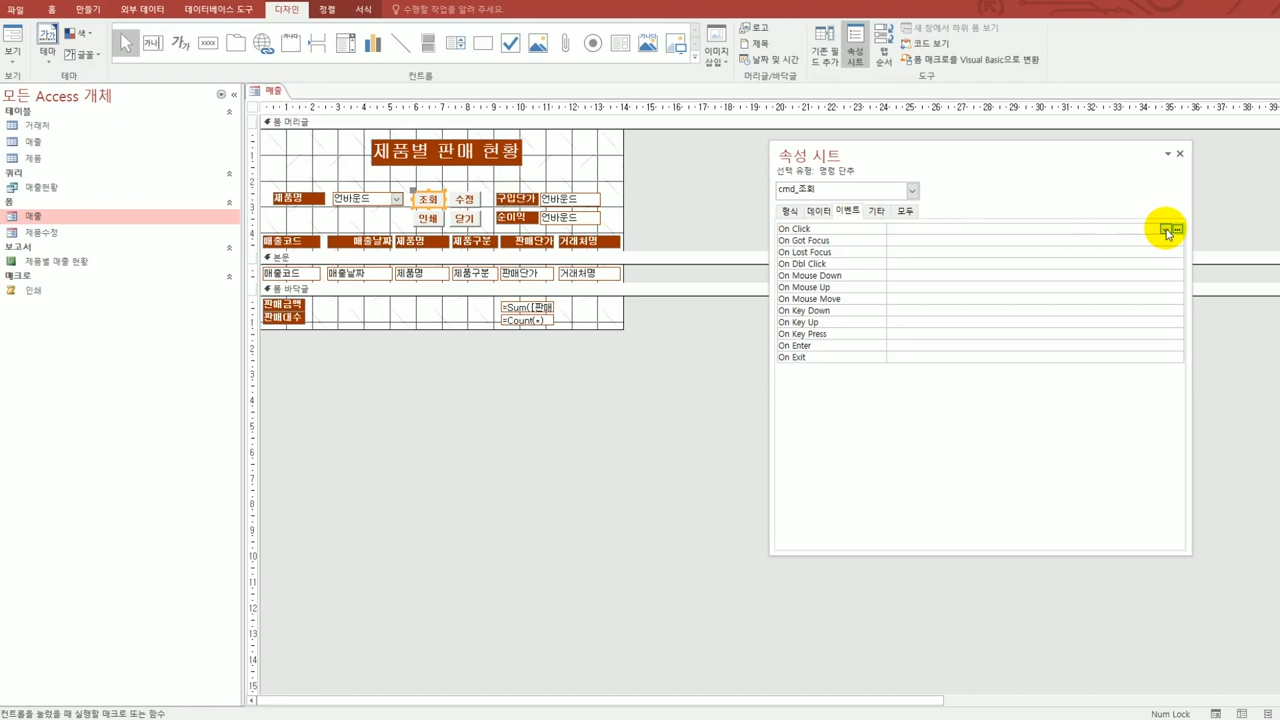 파일 홈 만들기 외부 데이터 데이터베이스 도구 디자인 정렬 서식 수행할 작업을 알려 주세요.
보기
보기
테마
색
글꼴
테마
가나
xxxx
컨트롤
이미지
삽입
로고
제목
날짜 및 시간
머리글/바닥글
기존 필
드 추가
속성
시트
탭
순서
새 창에서 하위 폼 보기
코드 보기
폼 매크로를 Visual Basic으로 변환
도구
모든 Access 개체
테이블
거래처
매출
제품
쿼리
매출현황
폼
매출
제품수정
보고서
제품별 매출 현황
매크로
인쇄
매출
폼 머리글
제품별 판매 현황
제품명 언바운드 조회 수정 구입단가 언바운드
인쇄 닫기 순이익 언바운드
매출코드 매출날짜 제품명 제품구분 판매단가 거래처명
본문
매출코드 매출날짜 제품명 제품구분 판매단가 거래처명
폼 바닥글
판매금액 =Sum([판매
판매대수 =Count(*)
속성 시트
선택 유형: 명령 단추
cmd_조회
형식 데이터 이벤트 기타 모두
On Click
On Got Focus
On Lost Focus
On Dbl Click
On Mouse Down
On Mouse Up
On Mouse Move
On Key Down
On Key Up
On Key Press
On Enter
On Exit
컨트롤을 눌렀을 때 실행할 매크로 또는 함수
Num Lock